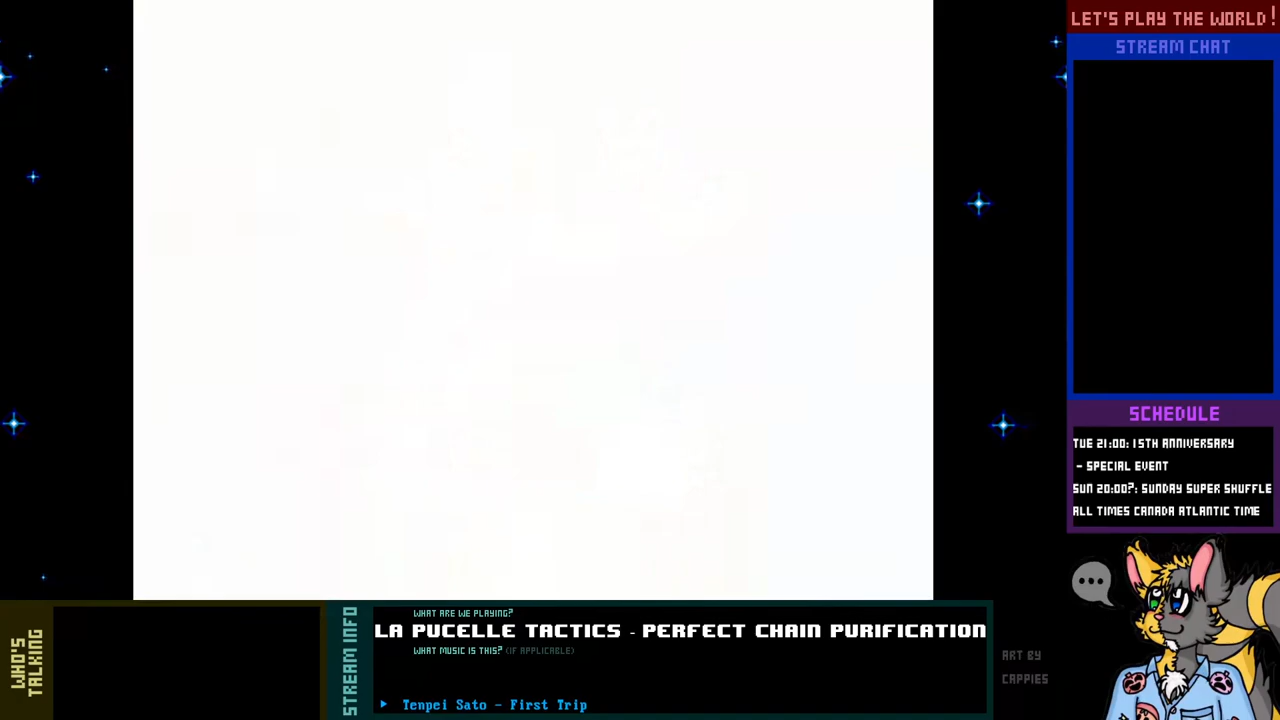 LET'S PLAY THE WORLD!
STREAM CHAT
SCHEDULE
TUE 21:00: 15TH ANNIVERSARY
- SPECIAL EVENT
SUN 20:00?: SUNDAY SUPER SHUFFLE
ALL TIMES CANADA ATLANTIC TIME
WHO'S
TALKING
STREAM INFO
WHAT ARE WE PLAYING?
LA PUCELLE TACTICS - PERFECT CHAIN PURIFICATION
WHAT MUSIC IS THIS? (IF APPLICABLE)
Tenpei Sato - First Trip
ART BY
CAPPIES